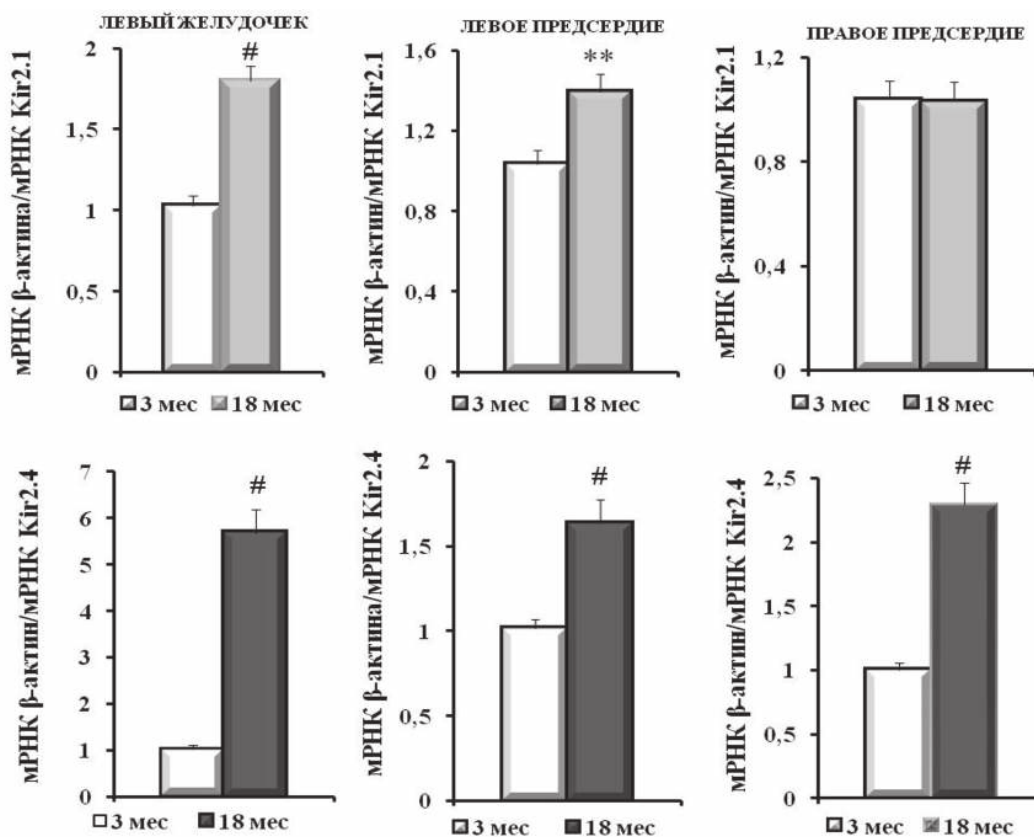 ЛЕВЫЙ ЖЕЛУДОЧЕК
мРНК β-актина/мРНК Kir2.1
2
1,5
1
0,5
0
#
3 мес 18 мес
ЛЕВОЕ ПРЕДСЕРДИЕ
мРНК β-актин/мРНК Kir2.1
1,6
1,2
0,8
0,4
0
**
3 мес 18 мес
ПРАВОЕ ПРЕДСЕРДИЕ
мРНК β-актин/мРНК Kir2.1
1,2
0,8
0,4
0
3 мес 18 мес
мРНК β-актин/мРНК Kir2.4
7
6
5
4
3
2
1
0
#
3 мес 18 мес
мРНК β-актина/мРНК Kir2.4
2
1,5
1
0,5
0
#
3 мес 18 мес
мРНК β-актин/мРНК Kir2.4
2,5
2
1,5
1
0,5
0
#
3 мес 18 мес